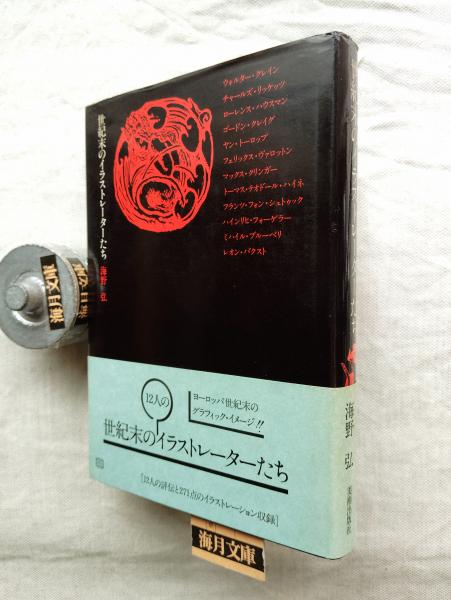 世紀末のイラストレーターたち 海野 弘
ウォルター・クレイン
チャールズ・リッケッツ
ローレンス・ハウスマン
ゴードン・クレイグ
ヤン・トーロップ
フェリックス・ヴァロットン
マックス・クリンガー
トーマス・テオドール・ハイネ
フランツ・フォン・シュトゥック
ハインリヒ・フォーゲラー
ミハイル・ブルーベリ
レオン・バクスト
12人の
世紀末のイラストレーターたち
ヨーロッパ世紀末の
グラフィック・イメージ!!
[12人の評伝と271点のイラストレーション収録]
海野 弘
美術出版社
海月文庫
海月文庫